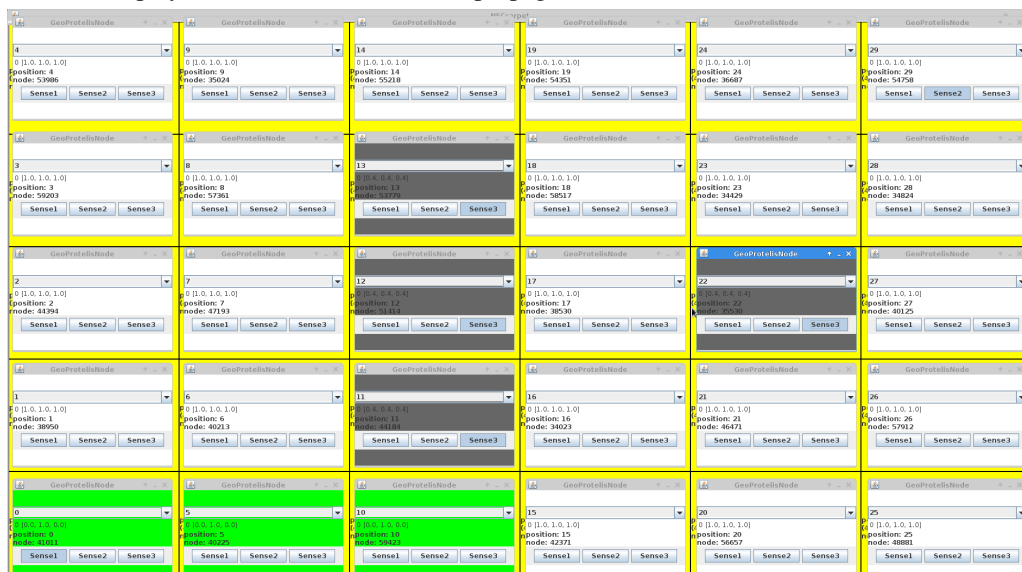 GeoProtelisNode GeoProtelisNode GeoProtelisNode GeoProtelisNode GeoProtelisNode GeoProtelisNode
4 9 14 19 24 29
0 [1.0, 1.0, 1.0] 0 [1.0, 1.0, 1.0] 0 [1.0, 1.0, 1.0] 0 [1.0, 1.0, 1.0] 0 [1.0, 1.0, 1.0] 0 [1.0, 1.0, 1.0]
position: 4 position: 9 position: 14 position: 19 position: 24 position: 29
node: 53986 node: 35024 node: 55218 node: 54351 node: 36687 node: 54758
Sense1 Sense2 Sense3 Sense1 Sense2 Sense3 Sense1 Sense2 Sense3 Sense1 Sense2 Sense3 Sense1 Sense2 Sense3 Sense1 Sense2 Sense3
GeoProtelisNode GeoProtelisNode GeoProtelisNode GeoProtelisNode GeoProtelisNode GeoProtelisNode
3 8 13 18 23 28
0 [1.0, 1.0, 1.0] 0 [1.0, 1.0, 1.0] 0 [0.4, 0.4, 0.4] 0 [1.0, 1.0, 1.0] 0 [1.0, 1.0, 1.0] 0 [1.0, 1.0, 1.0]
position: 3 position: 8 position: 13 position: 18 position: 23 position: 28
node: 59203 node: 57361 node: 53779 node: 58517 node: 34429 node: 34824
Sense1 Sense2 Sense3 Sense1 Sense2 Sense3 Sense1 Sense2 Sense3 Sense1 Sense2 Sense3 Sense1 Sense2 Sense3 Sense1 Sense2 Sense3
GeoProtelisNode GeoProtelisNode GeoProtelisNode GeoProtelisNode GeoProtelisNode GeoProtelisNode
2 7 12 17 22 27
0 [1.0, 1.0, 1.0] 0 [1.0, 1.0, 1.0] 0 [0.4, 0.4, 0.4] 0 [1.0, 1.0, 1.0] 0 [0.4, 0.4, 0.4] 0 [1.0, 1.0, 1.0]
position: 2 position: 7 position: 12 position: 17 position: 22 position: 27
node: 44394 node: 47193 node: 51414 node: 38530 node: 35530 node: 40125
Sense1 Sense2 Sense3 Sense1 Sense2 Sense3 Sense1 Sense2 Sense3 Sense1 Sense2 Sense3 Sense1 Sense2 Sense3 Sense1 Sense2 Sense3
GeoProtelisNode GeoProtelisNode GeoProtelisNode GeoProtelisNode GeoProtelisNode GeoProtelisNode
1 6 11 16 21 26
0 [1.0, 1.0, 1.0] 0 [1.0, 1.0, 1.0] 0 [0.4, 0.4, 0.4] 0 [1.0, 1.0, 1.0] 0 [1.0, 1.0, 1.0] 0 [1.0, 1.0, 1.0]
position: 1 position: 6 position: 11 position: 16 position: 21 position: 26
node: 38950 node: 40213 node: 44184 node: 34023 node: 46471 node: 57912
Sense1 Sense2 Sense3 Sense1 Sense2 Sense3 Sense1 Sense2 Sense3 Sense1 Sense2 Sense3 Sense1 Sense2 Sense3 Sense1 Sense2 Sense3
GeoProtelisNode GeoProtelisNode GeoProtelisNode GeoProtelisNode GeoProtelisNode GeoProtelisNode
0 5 10 15 20 25
0 [0.0, 1.0, 0.0] 0 [0.0, 1.0, 0.0] 0 [0.0, 1.0, 0.0] 0 [1.0, 1.0, 1.0] 0 [1.0, 1.0, 1.0] 0 [1.0, 1.0, 1.0]
position: 0 position: 5 position: 10 position: 15 position: 20 position: 25
node: 41011 node: 40225 node: 59423 node: 42371 node: 56657 node: 48881
Sense1 Sense2 Sense3 Sense1 Sense2 Sense3 Sense1 Sense2 Sense3 Sense1 Sense2 Sense3 Sense1 Sense2 Sense3 Sense1 Sense2 Sense3